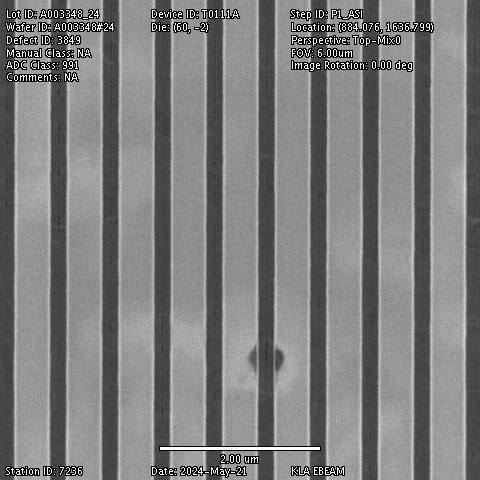 Lot ID: A003348_24
Wafer ID: A003348#24
Defect ID: 3849
Manual Class: NA
ADC Class: 991
Comments: NA
Device ID: T0111A
Die: (60, -2)
Step ID: P1_ASI
Location: (884.076, 1636.799)
Perspective: Top-Mix0
FOV: 6.00um
Image Rotation: 0.00 deg
2.00 um
Station ID: 7236
Date: 2024-May-21
KLA EBEAM